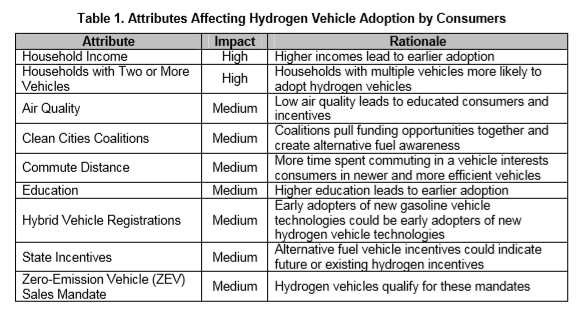 Table 1. Attributes Affecting Hydrogen Vehicle Adoption by Consumers
Attribute Impact Rationale
Household Income High Higher incomes lead to earlier adoption
Households with Two or More Vehicles High Households with multiple vehicles more likely to adopt hydrogen vehicles
Air Quality Medium Low air quality leads to educated consumers and incentives
Clean Cities Coalitions Medium Coalitions pull funding opportunities together and create alternative fuel awareness
Commute Distance Medium More time spent commuting in a vehicle interests consumers in newer and more efficient vehicles
Education Medium Higher education leads to earlier adoption
Hybrid Vehicle Registrations Medium Early adopters of new gasoline vehicle technologies could be early adopters of new hydrogen vehicle technologies
State Incentives Medium Alternative fuel vehicle incentives could indicate future or existing hydrogen incentives
Zero-Emission Vehicle (ZEV) Sales Mandate Medium Hydrogen vehicles qualify for these mandates